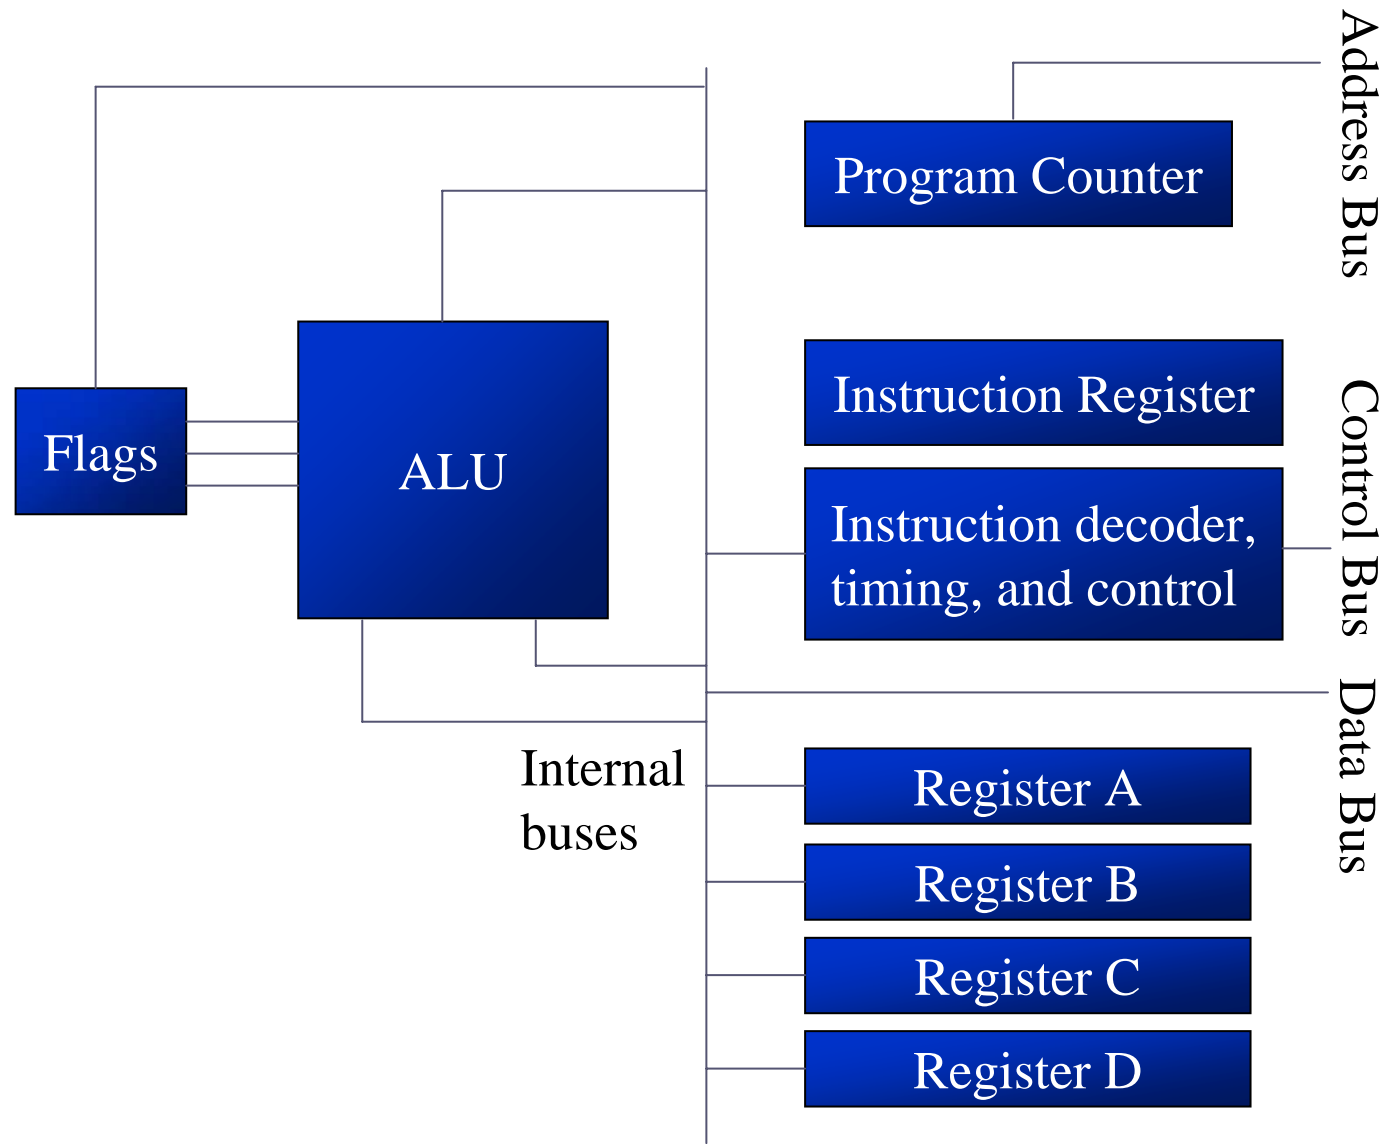 Address Bus
Program Counter
Instruction Register
Control Bus
Flags
ALU
Instruction decoder,
timing, and control
Data Bus
Internal
buses
Register A
Register B
Register C
Register D